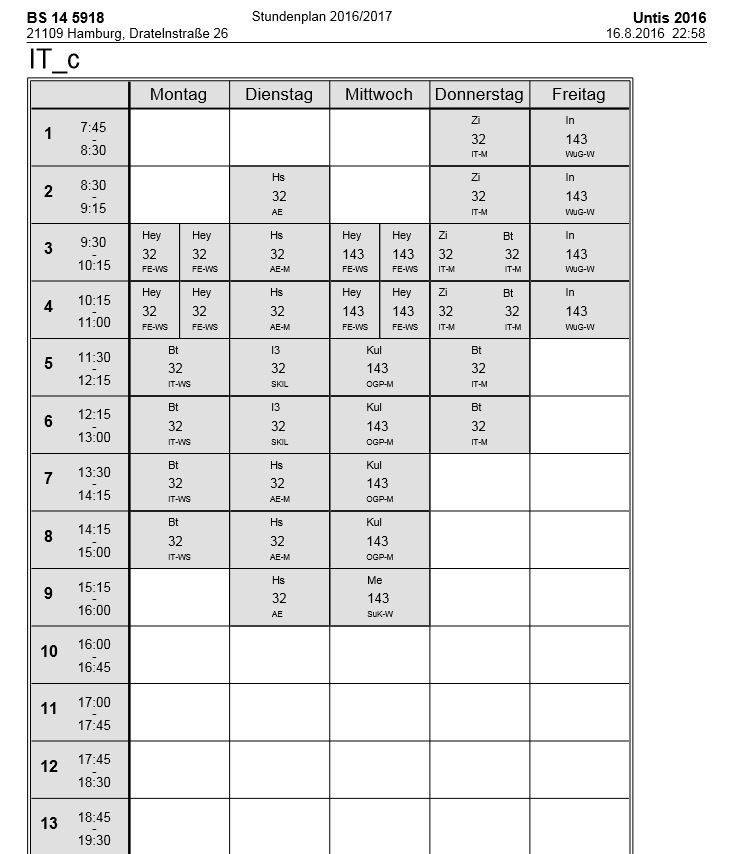 BS 14 5918 Stundenplan 2016/2017 Untis 2016
21109 Hamburg, Dratelnstraße 26 16.8.2016 22:58
IT_c
Montag Dienstag Mittwoch Donnerstag Freitag
1 7:45 - 8:30
Zi In
32 143
IT-M WuG-W
2 8:30 - 9:15
Hs Zi In
32 32 143
AE IT-M WuG-W
3 9:30 - 10:15
Hey Hey Hs Hey Hey Zi Bt In
32 32 32 143 143 32 32 143
FE-WS FE-WS AE-M FE-WS FE-WS IT-M IT-M WuG-W
4 10:15 - 11:00
Hey Hey Hs Hey Hey Zi Bt In
32 32 32 143 143 32 32 143
FE-WS FE-WS AE-M FE-WS FE-WS IT-M IT-M WuG-W
5 11:30 - 12:15
Bt I3 Kul Bt
32 32 143 32
IT-WS SKIL OGP-M IT-M
6 12:15 - 13:00
Bt I3 Kul Bt
32 32 143 32
IT-WS SKIL OGP-M IT-M
7 13:30 - 14:15
Bt Hs Kul
32 32 143
IT-WS AE-M OGP-M
8 14:15 - 15:00
Bt Hs Kul
32 32 143
IT-WS AE-M OGP-M
9 15:15 - 16:00
Hs Me
32 143
AE SuK-W
10 16:00 - 16:45
11 17:00 - 17:45
12 17:45 - 18:30
13 18:45 - 19:30